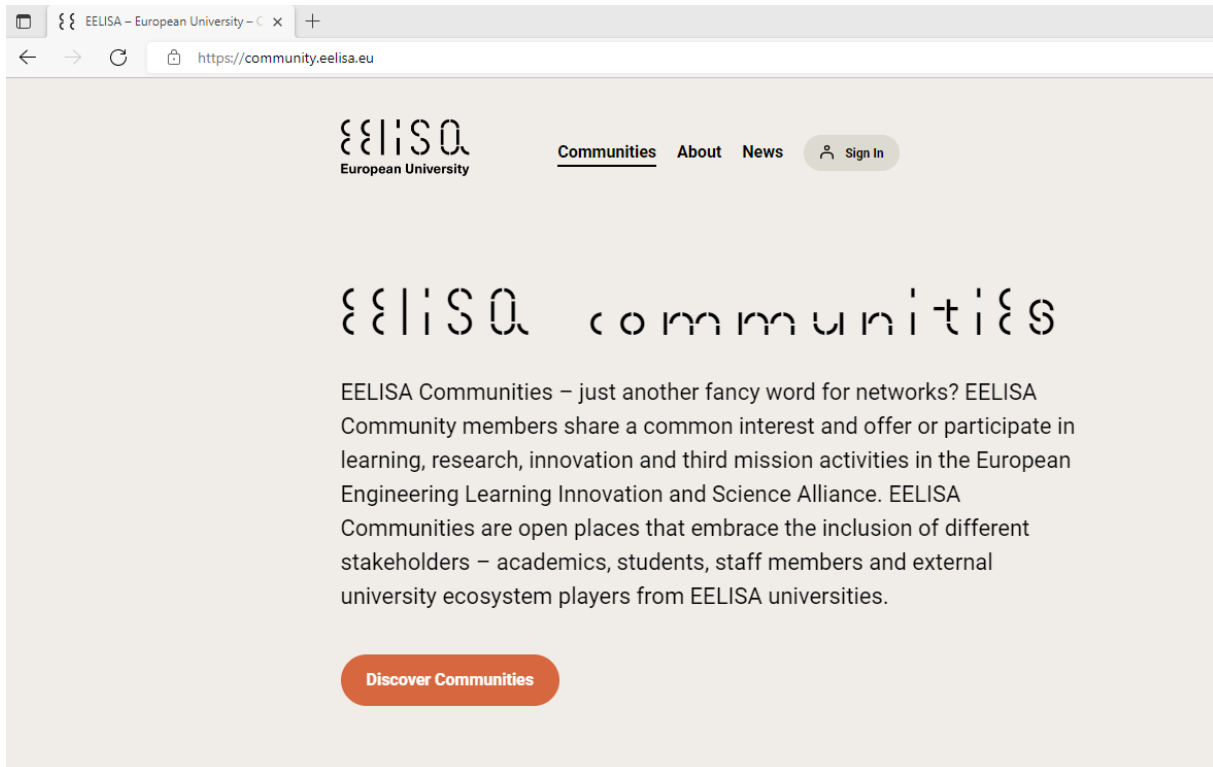 EELISA – European University – C
https://community.eelisa.eu
EELISA
European University
Communities About News Sign In
EELISA communities
EELISA Communities – just another fancy word for networks? EELISA
Community members share a common interest and offer or participate in
learning, research, innovation and third mission activities in the European
Engineering Learning Innovation and Science Alliance. EELISA
Communities are open places that embrace the inclusion of different
stakeholders – academics, students, staff members and external
university ecosystem players from EELISA universities.
Discover Communities